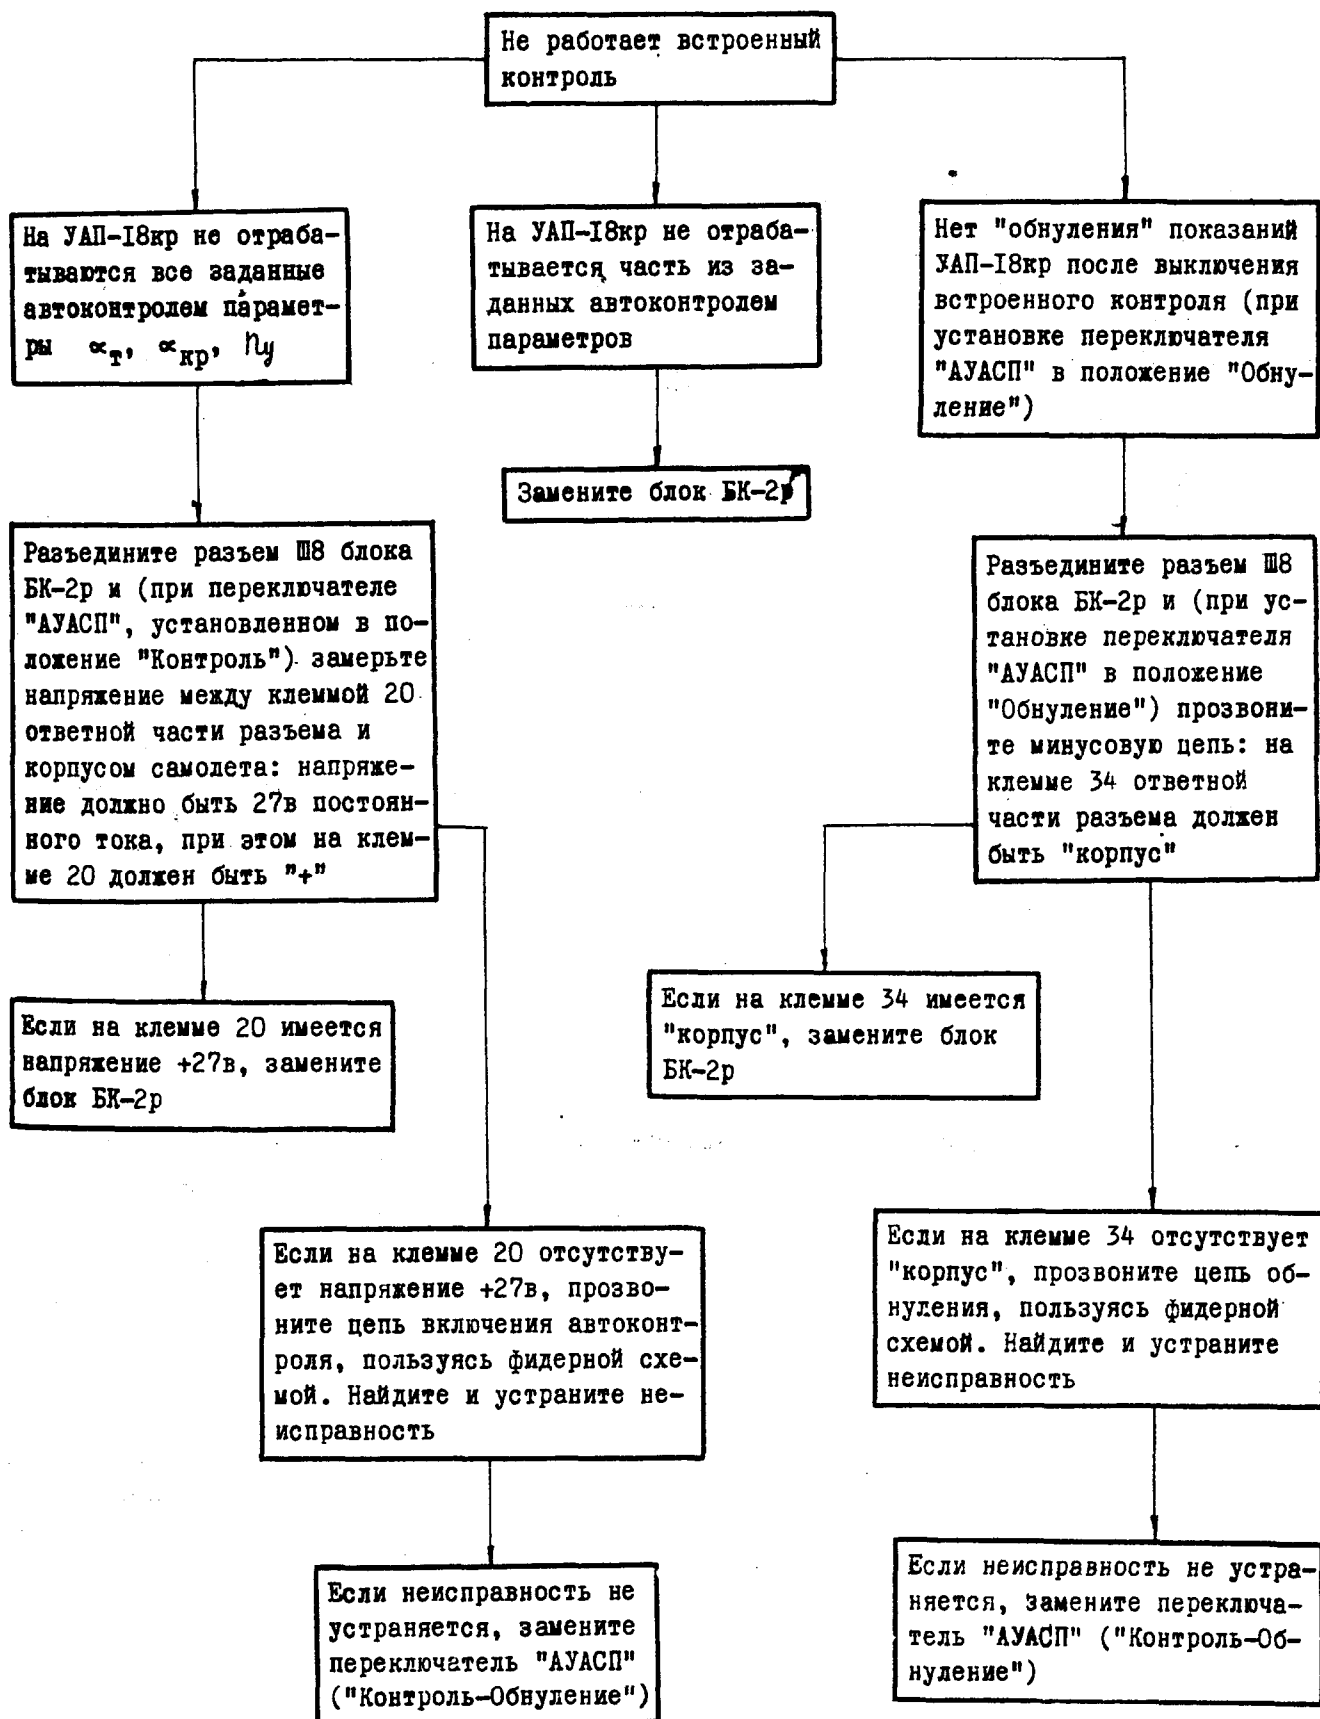 Не работает встроенный
контроль
На УАП-I8кр не отраба-
тываются все заданные
автоконтролем парамет-
ры ∝т, ∝кр, nу
На УАП-I8кр не отраба-
тывается часть из за-
данных автоконтролем
параметров
Нет "обнуления" показаний
УАП-I8кр после выключения
встроенного контроля (при
установке переключателя
"АУАСП" в положение "Обну-
ление")
Замените блок БК-2р
Разъедините разъем Ш8 блока
БК-2р и (при переключателе
"АУАСП", установленном в по-
ложение "Контроль") замерьте
напряжение между клеммой 20
ответной части разъема и
корпусом самолета: напряже-
ние должно быть 27в постоян-
ного тока, при этом на клем-
ме 20 должен быть "+"
Разъедините разъем Ш8
блока БК-2р и (при ус-
тановке переключателя
"АУАСП" в положение
"Обнуление") прозвони-
те минусовую цепь: на
клемме 34 ответной
части разъема должен
быть "корпус"
Если на клемме 20 имеется
напряжение +27в, замените
блок БК-2р
Если на клемме 34 имеется
"корпус", замените блок
БК-2р
Если на клемме 20 отсутству-
ет напряжение +27в, прозво-
ните цепь включения автоконт-
роля, пользуясь фидерной схе-
мой. Найдите и устраните не-
исправность
Если на клемме 34 отсутствует
"корпус", прозвоните цепь об-
нуления, пользуясь фидерной
схемой. Найдите и устраните
неисправность
Если неисправность не
устраняется, замените
переключатель "АУАСП"
("Контроль-Обнуление")
Если неисправность не устра-
няется, замените переключа-
тель "АУАСП" ("Контроль-Об-
нуление")